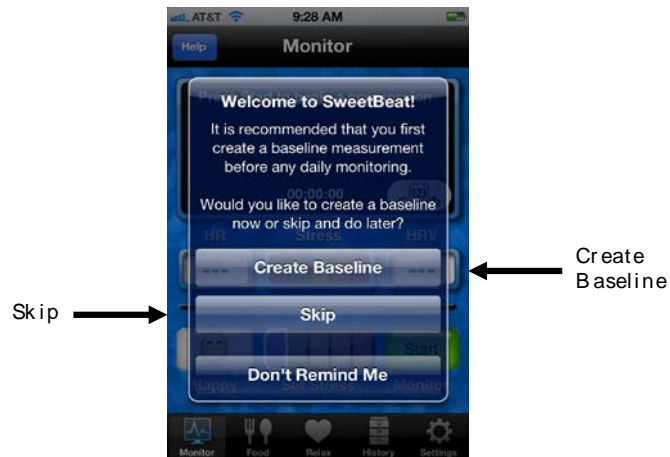 AT&T 9:28 AM
Help Monitor
Welcome to SweetBeat!
It is recommended that you first
create a baseline measurement
before any daily monitoring.
00:00:00
Would you like to create a baseline
now or skip and do later?
HR Stress HRV
Create Baseline
--- ---
Create
Baseline
Skip
Skip
Start
Don't Remind Me
Happy Set Stress Monitor
Monitor Food Relax History Settings